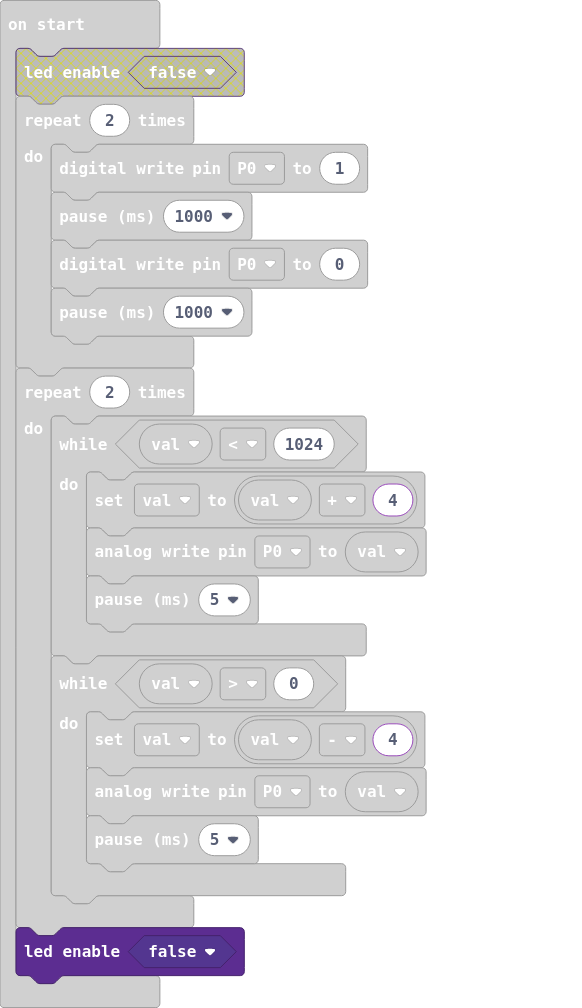 on start
led enable false
repeat 2 times
do digital write pin P0 to 1
pause (ms) 1000
digital write pin P0 to 0
pause (ms) 1000
repeat 2 times
do while val < 1024
do set val to val + 4
analog write pin P0 to val
pause (ms) 5
while val > 0
do set val to val - 4
analog write pin P0 to val
pause (ms) 5
led enable false